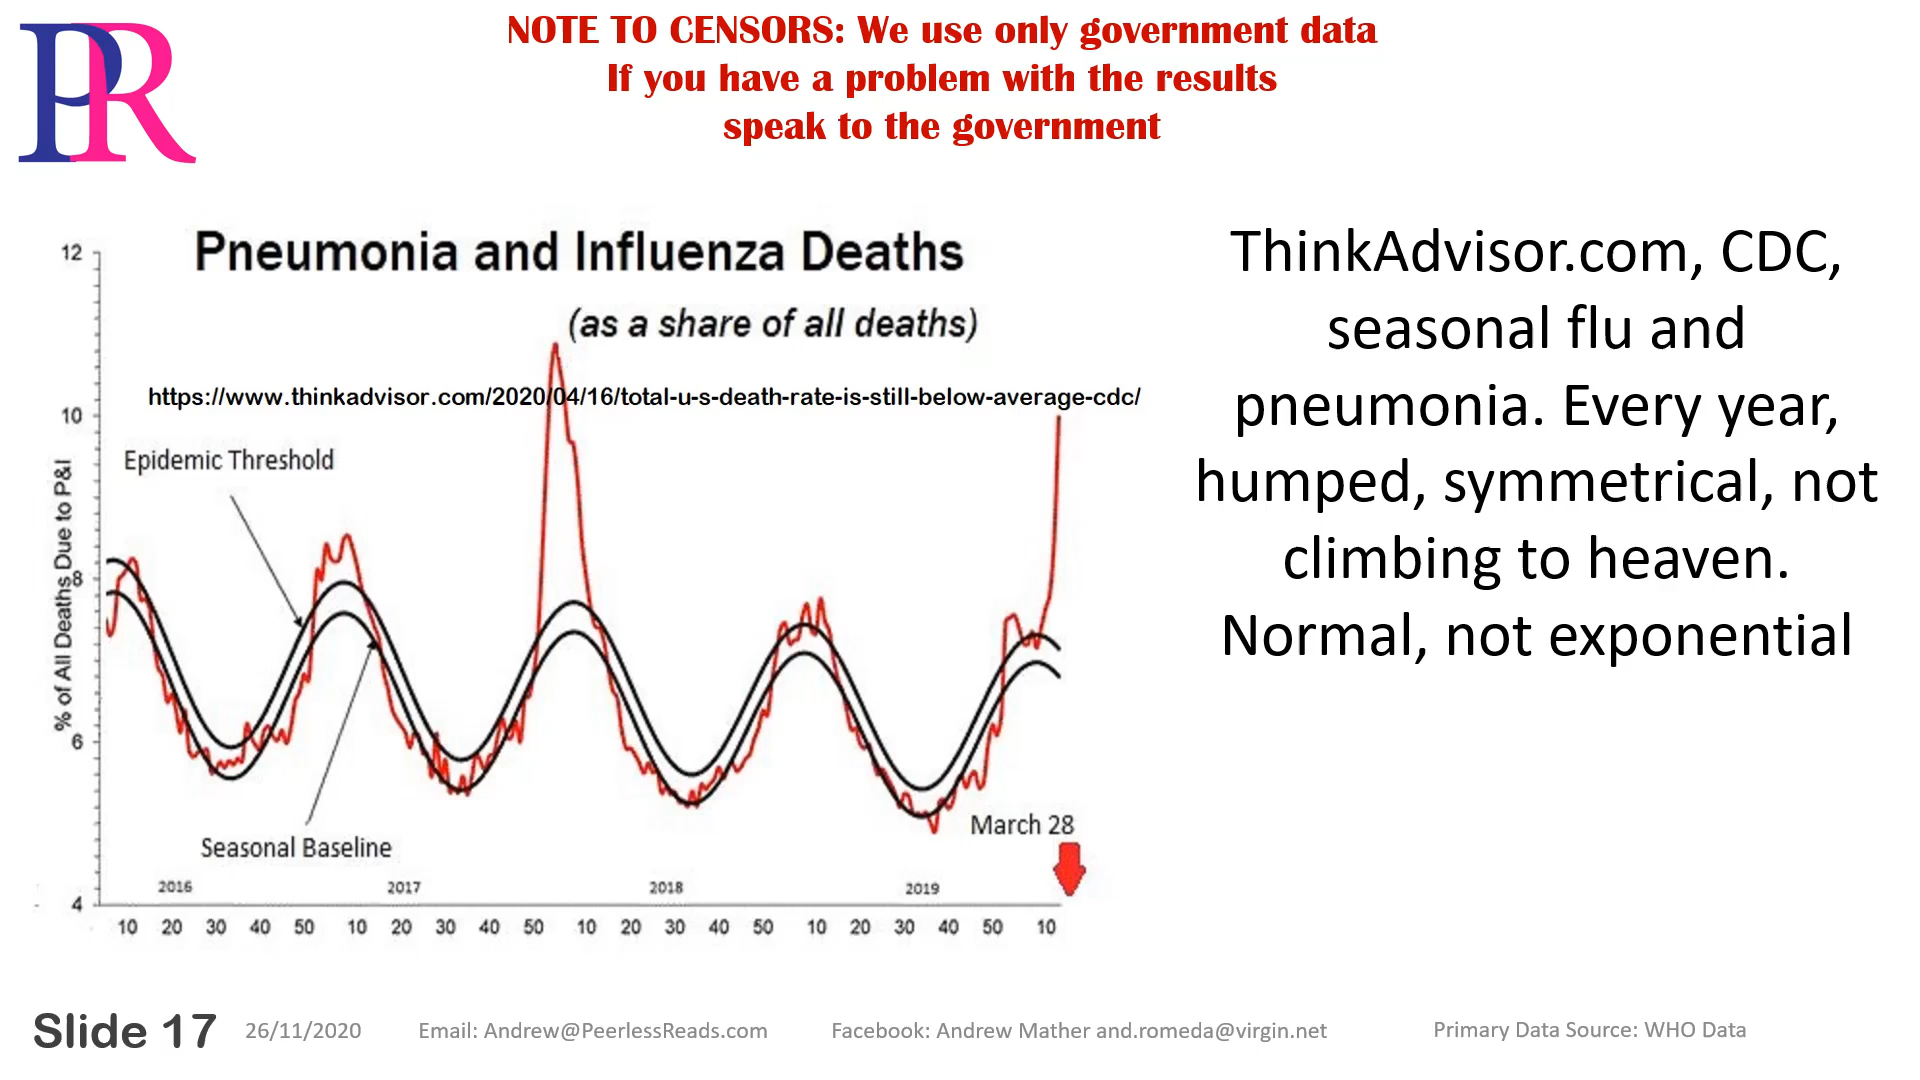 PR
NOTE TO CENSORS: We use only government data
If you have a problem with the results
speak to the government
Pneumonia and Influenza Deaths
(as a share of all deaths)
https://www.thinkadvisor.com/2020/04/16/total-u-s-death-rate-is-still-below-average-cdc/
% of All Deaths Due to P&I
12
10
8
6
4
Epidemic Threshold
Seasonal Baseline
March 28
2016 2017 2018 2019
10 20 30 40 50 10 20 30 40 50 10 20 30 40 50 10 20 30 40 50 10
ThinkAdvisor.com, CDC,
seasonal flu and
pneumonia. Every year,
humped, symmetrical, not
climbing to heaven.
Normal, not exponential
Slide 17 26/11/2020 Email: Andrew@PeerlessReads.com Facebook: Andrew Mather and.romeda@virgin.net Primary Data Source: WHO Data